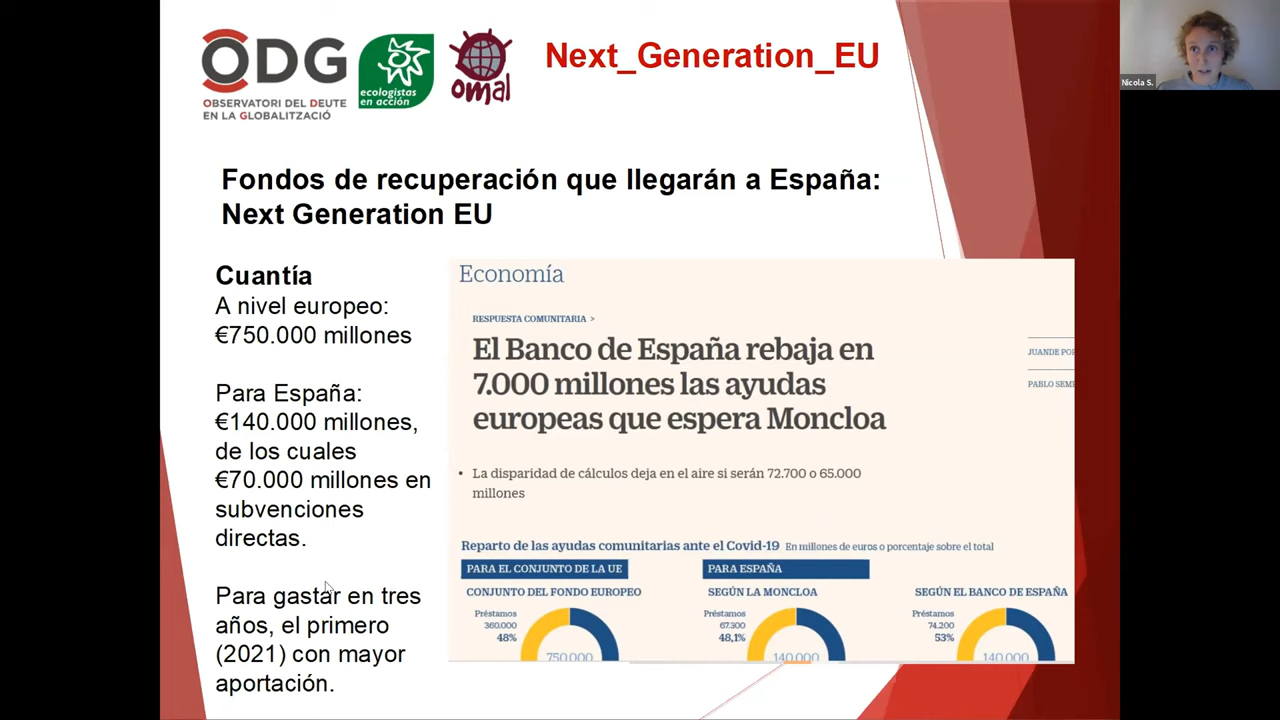 ODG
OBSERVATORI DEL DEUTE
EN LA GLOBALITZACIÓ
ecologistas
en acción
omal
Next_Generation_EU
Nicola S.
Fondos de recuperación que llegarán a España:
Next Generation EU
Cuantía
A nivel europeo:
€750.000 millones
Para España:
€140.000 millones,
de los cuales
€70.000 millones en
subvenciones
directas.
Para gastar en tres
años, el primero
(2021) con mayor
aportación.
Economía
RESPUESTA COMUNITARIA >
El Banco de España rebaja en
7.000 millones las ayudas
europeas que espera Moncloa
JUANDE POR
PABLO SEMP
• La disparidad de cálculos deja en el aire si serán 72.700 o 65.000
millones
Reparto de las ayudas comunitarias ante el Covid-19 En millones de euros o porcentaje sobre el total
PARA EL CONJUNTO DE LA UE
CONJUNTO DEL FONDO EUROPEO
Préstamos
360.000
48%
750.000
PARA ESPAÑA
SEGÚN LA MONCLOA
Préstamos
67.300
48,1%
140.000
SEGÚN EL BANCO DE ESPAÑA
Préstamos
74.200
53%
140.000